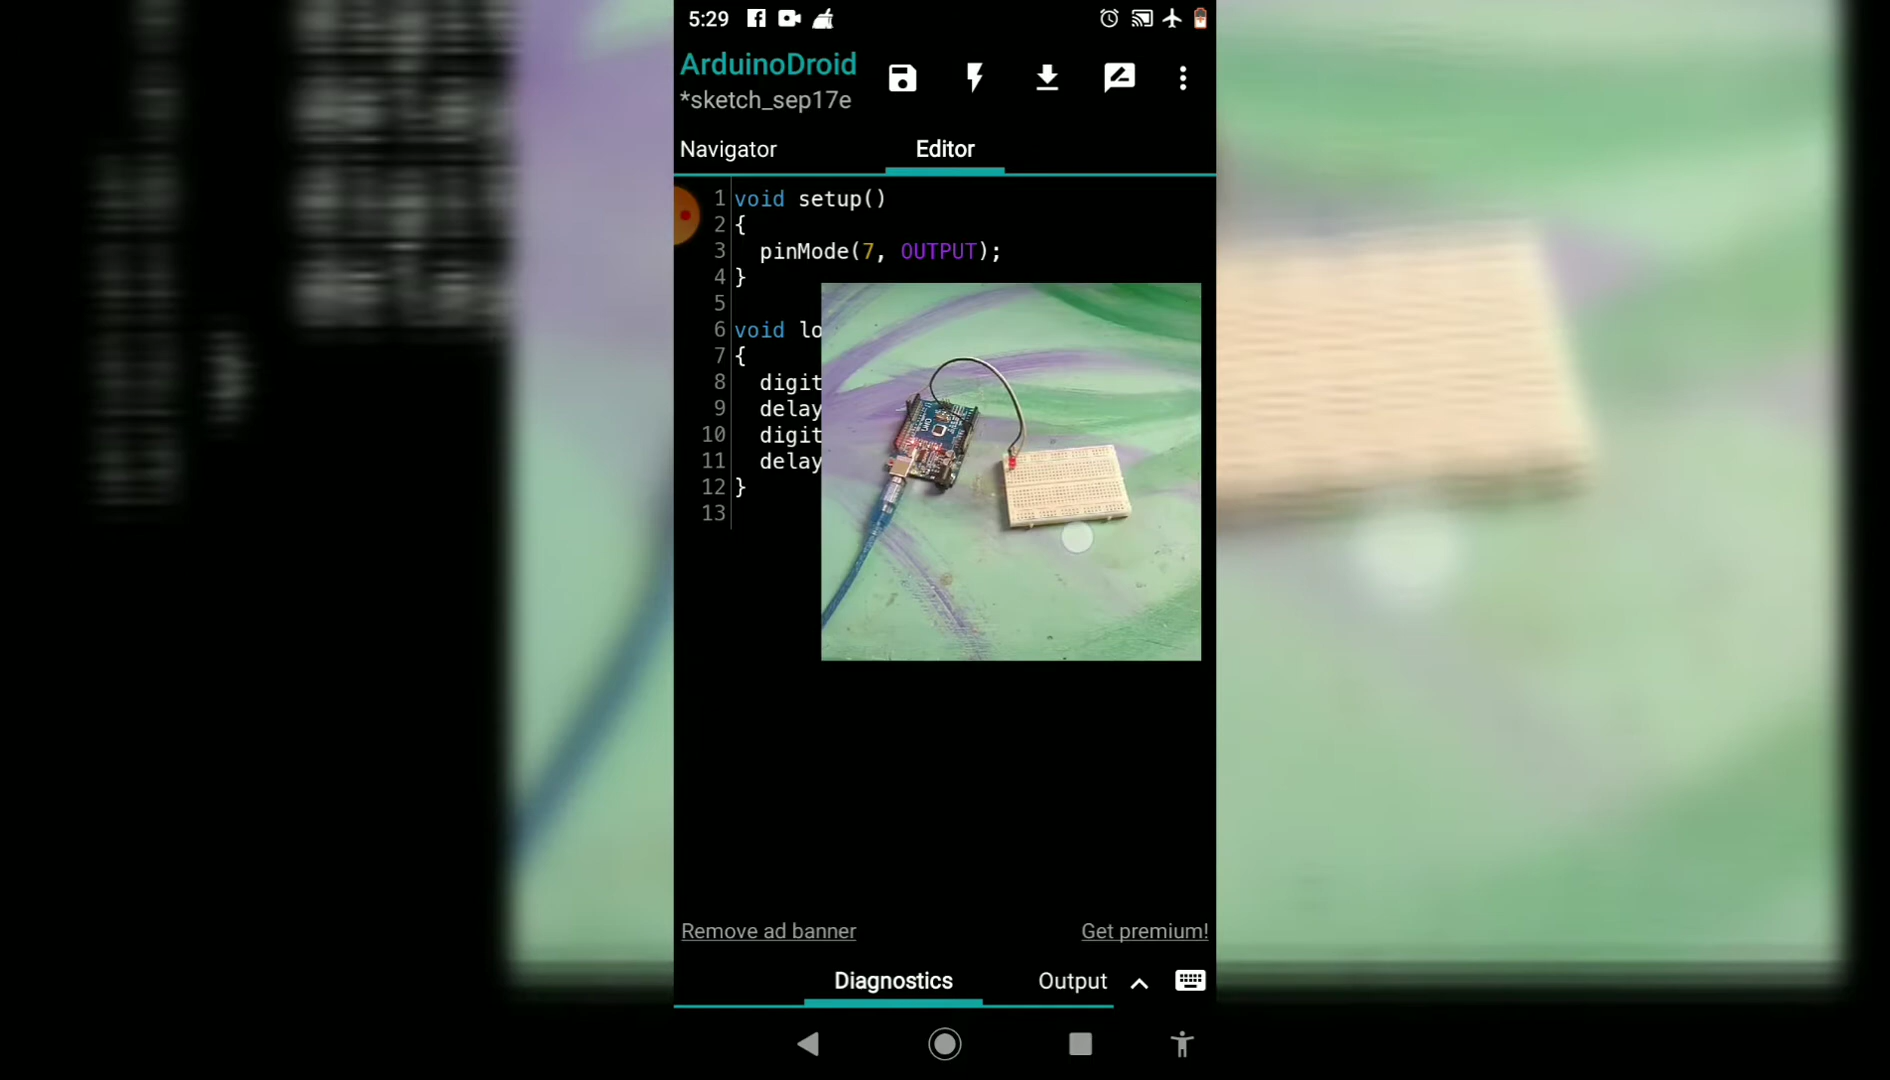 5:29
ArduinoDroid
*sketch_sep17e
Navigator
Editor
1 void setup()
2 {
3 pinMode(7, OUTPUT);
4 }
5
6 void lo
7 {
8 digit
9 delay
10 digit
11 delay
12 }
13
Remove ad banner
Get premium!
Diagnostics
Output